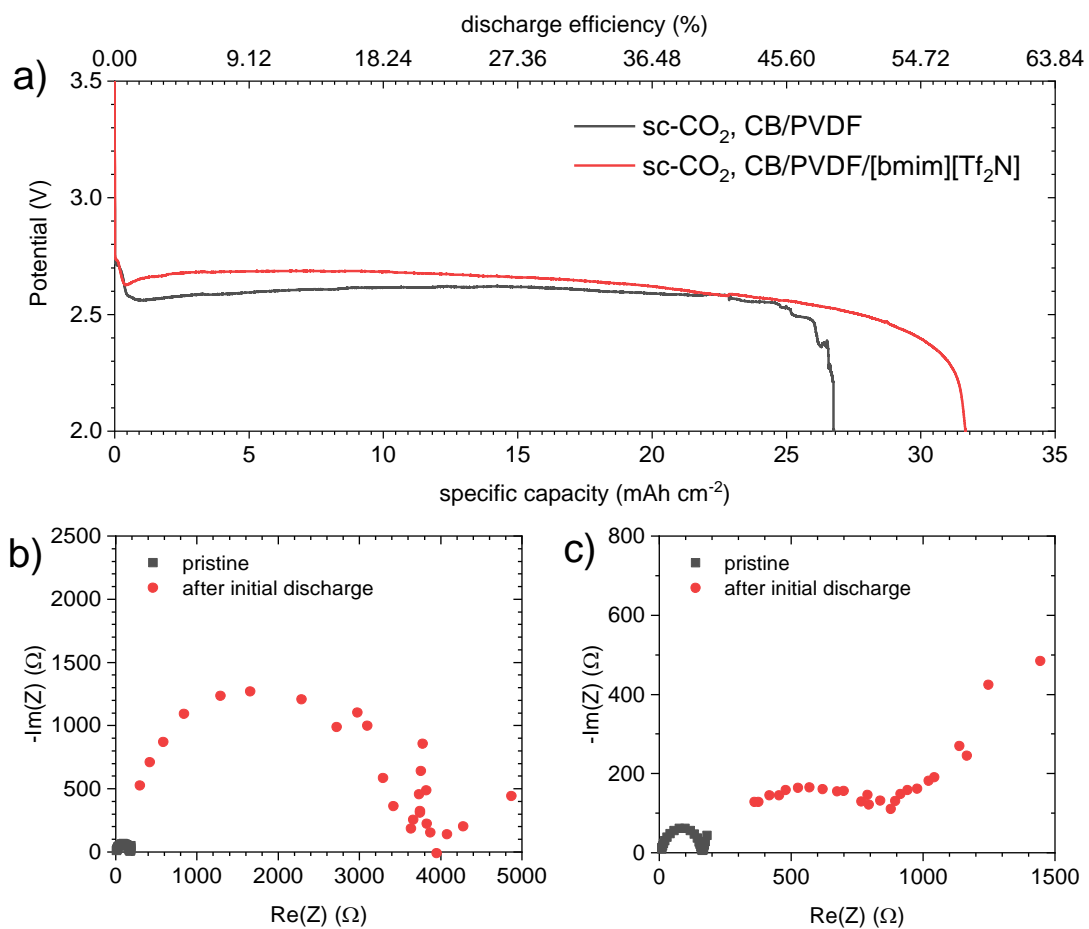 discharge efficiency (%)
0.00 9.12 18.24 27.36 36.48 45.60 54.72 63.84
a)
3.5
3.0
2.5
2.0
Potential (V)
sc-CO₂, CB/PVDF
sc-CO₂, CB/PVDF/[bmim][Tf₂N]
0 5 10 15 20 25 30 35
specific capacity (mAh cm⁻²)
b)
2500
2000
1500
1000
500
0
-Im(Z) (Ω)
pristine
after initial discharge
0 1000 2000 3000 4000 5000
Re(Z) (Ω)
c)
800
600
400
200
0
-Im(Z) (Ω)
pristine
after initial discharge
0 500 1000 1500
Re(Z) (Ω)